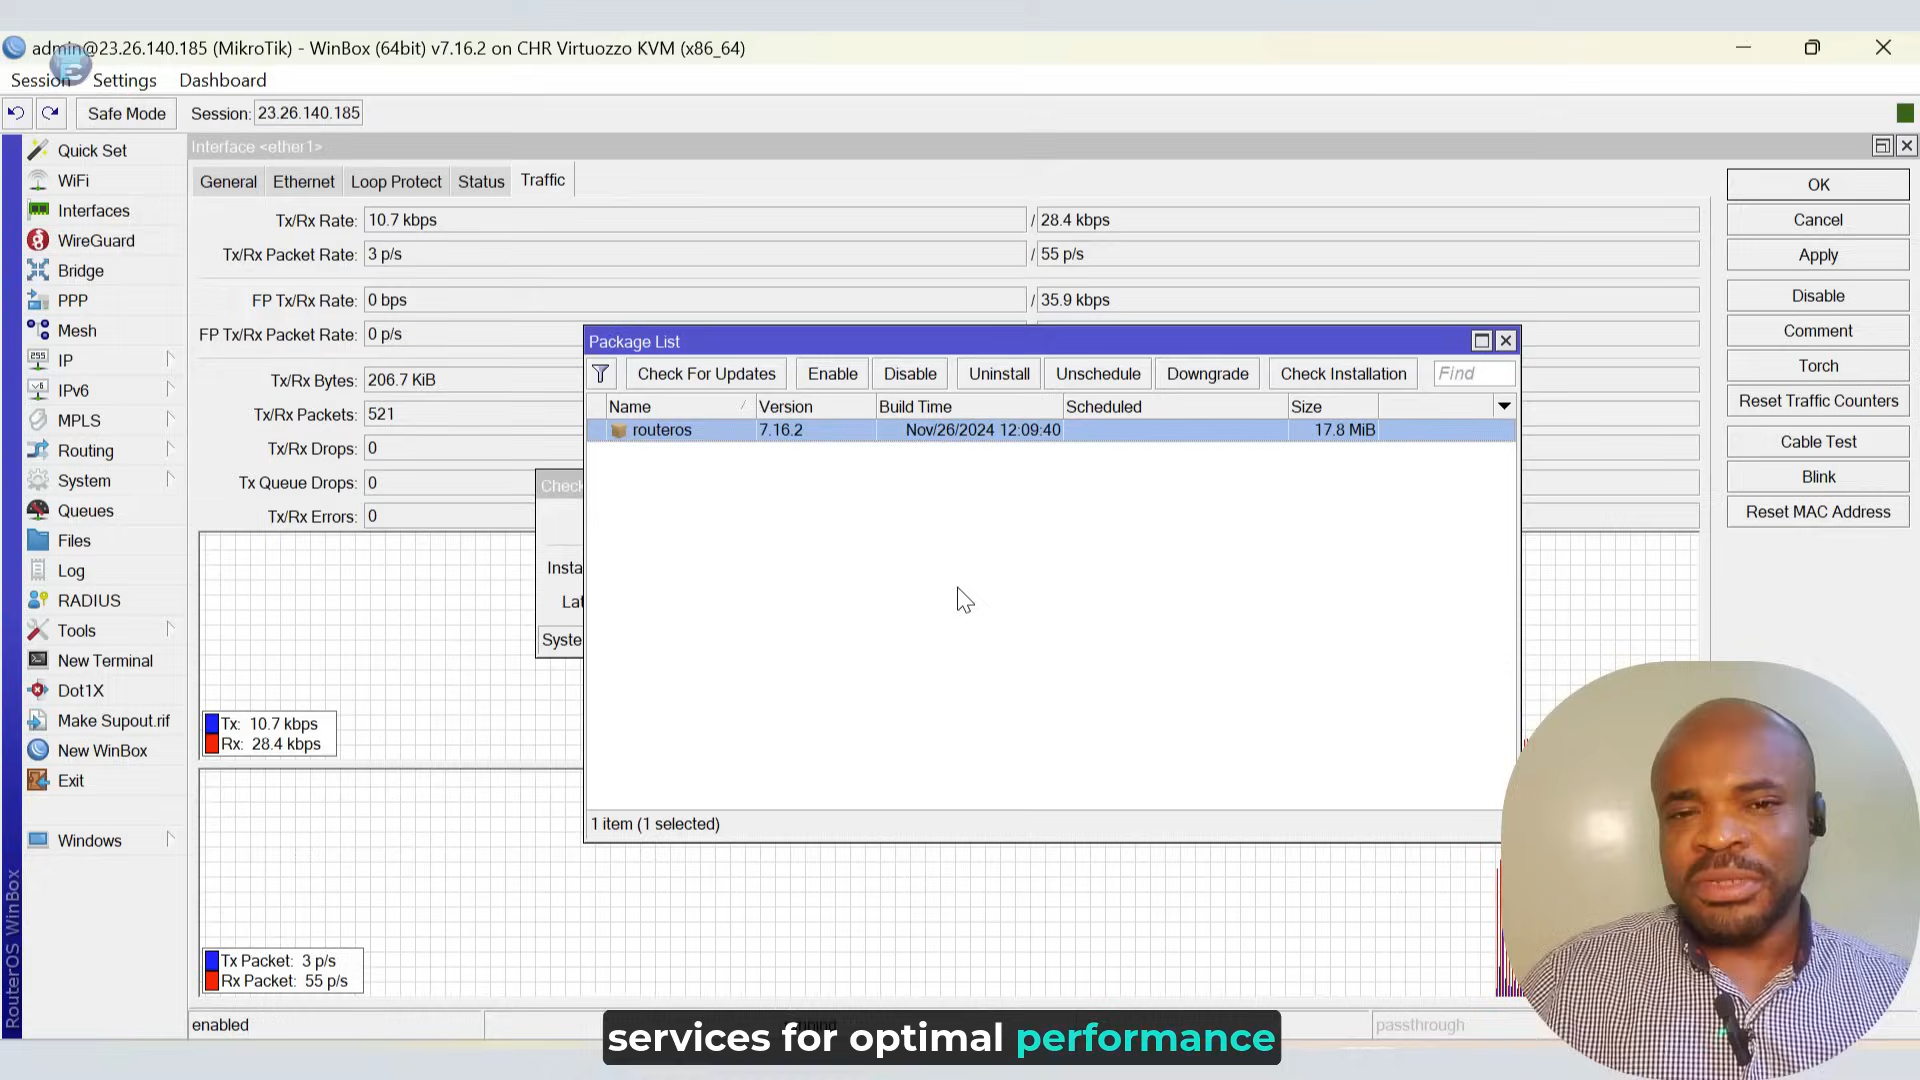 admin@23.26.140.185 (MikroTik) - WinBox (64bit) v7.16.2 on CHR Virtuozzo KVM (x86_64)
Session Settings Dashboard
Safe Mode Session: 23.26.140.185
Quick Set
WiFi
Interfaces
WireGuard
Bridge
PPP
Mesh
IP
IPv6
MPLS
Routing
System
Queues
Files
Log
RADIUS
Tools
New Terminal
Dot1X
Make Supout.rif
New WinBox
Exit
Windows
RouterOS WinBox
Interface <ether1>
General Ethernet Loop Protect Status Traffic
Tx/Rx Rate: 10.7 kbps / 28.4 kbps
Tx/Rx Packet Rate: 3 p/s / 55 p/s
FP Tx/Rx Rate: 0 bps / 35.9 kbps
FP Tx/Rx Packet Rate: 0 p/s
Tx/Rx Bytes: 206.7 KiB
Tx/Rx Packets: 521
Tx/Rx Drops: 0
Tx Queue Drops: 0
Tx/Rx Errors: 0
Tx: 10.7 kbps
Rx: 28.4 kbps
Tx Packet: 3 p/s
Rx Packet: 55 p/s
enabled
passthrough
OK
Cancel
Apply
Disable
Comment
Torch
Reset Traffic Counters
Cable Test
Blink
Reset MAC Address
Check
Insta
Lat
Syste
Package List
Check For Updates Enable Disable Uninstall Unschedule Downgrade Check Installation Find
Name Version Build Time Scheduled Size
routeros 7.16.2 Nov/26/2024 12:09:40 17.8 MiB
1 item (1 selected)
services for optimal performance